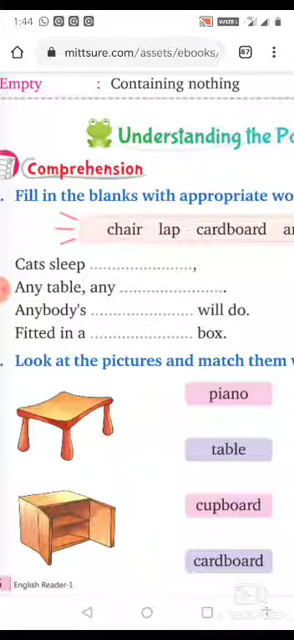 1:44
87
mittsure.com/assets/ebooks/
Empty : Containing nothing
Understanding the Po
Comprehension
Fill in the blanks with appropriate wo
chair lap cardboard a
Cats sleep ........................,
Any table, any .........................
Anybody's ........................ will do.
Fitted in a ........................ box.
Look at the pictures and match them
piano
table
cupboard
cardboard
English Reader-1